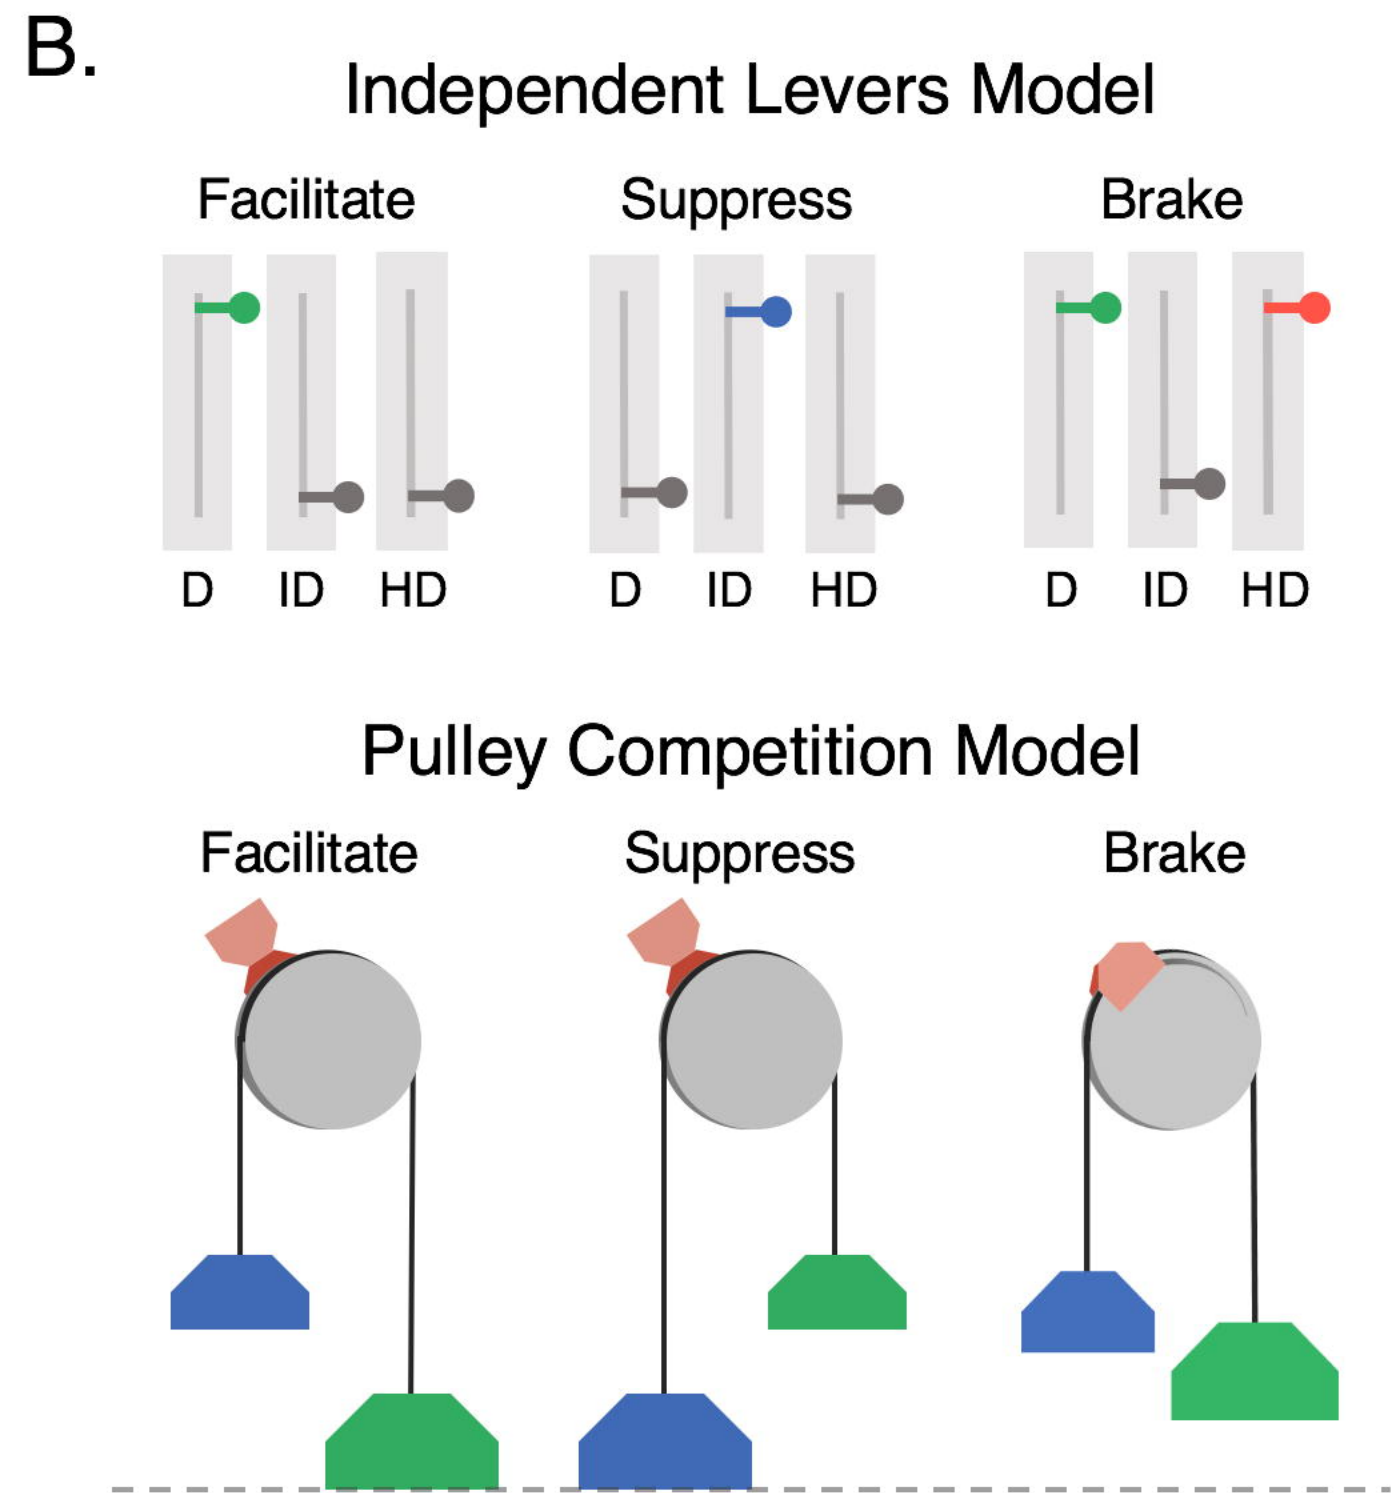 B.
Independent Levers Model
Facilitate Suppress Brake
D ID HD D ID HD D ID HD
Pulley Competition Model
Facilitate Suppress Brake